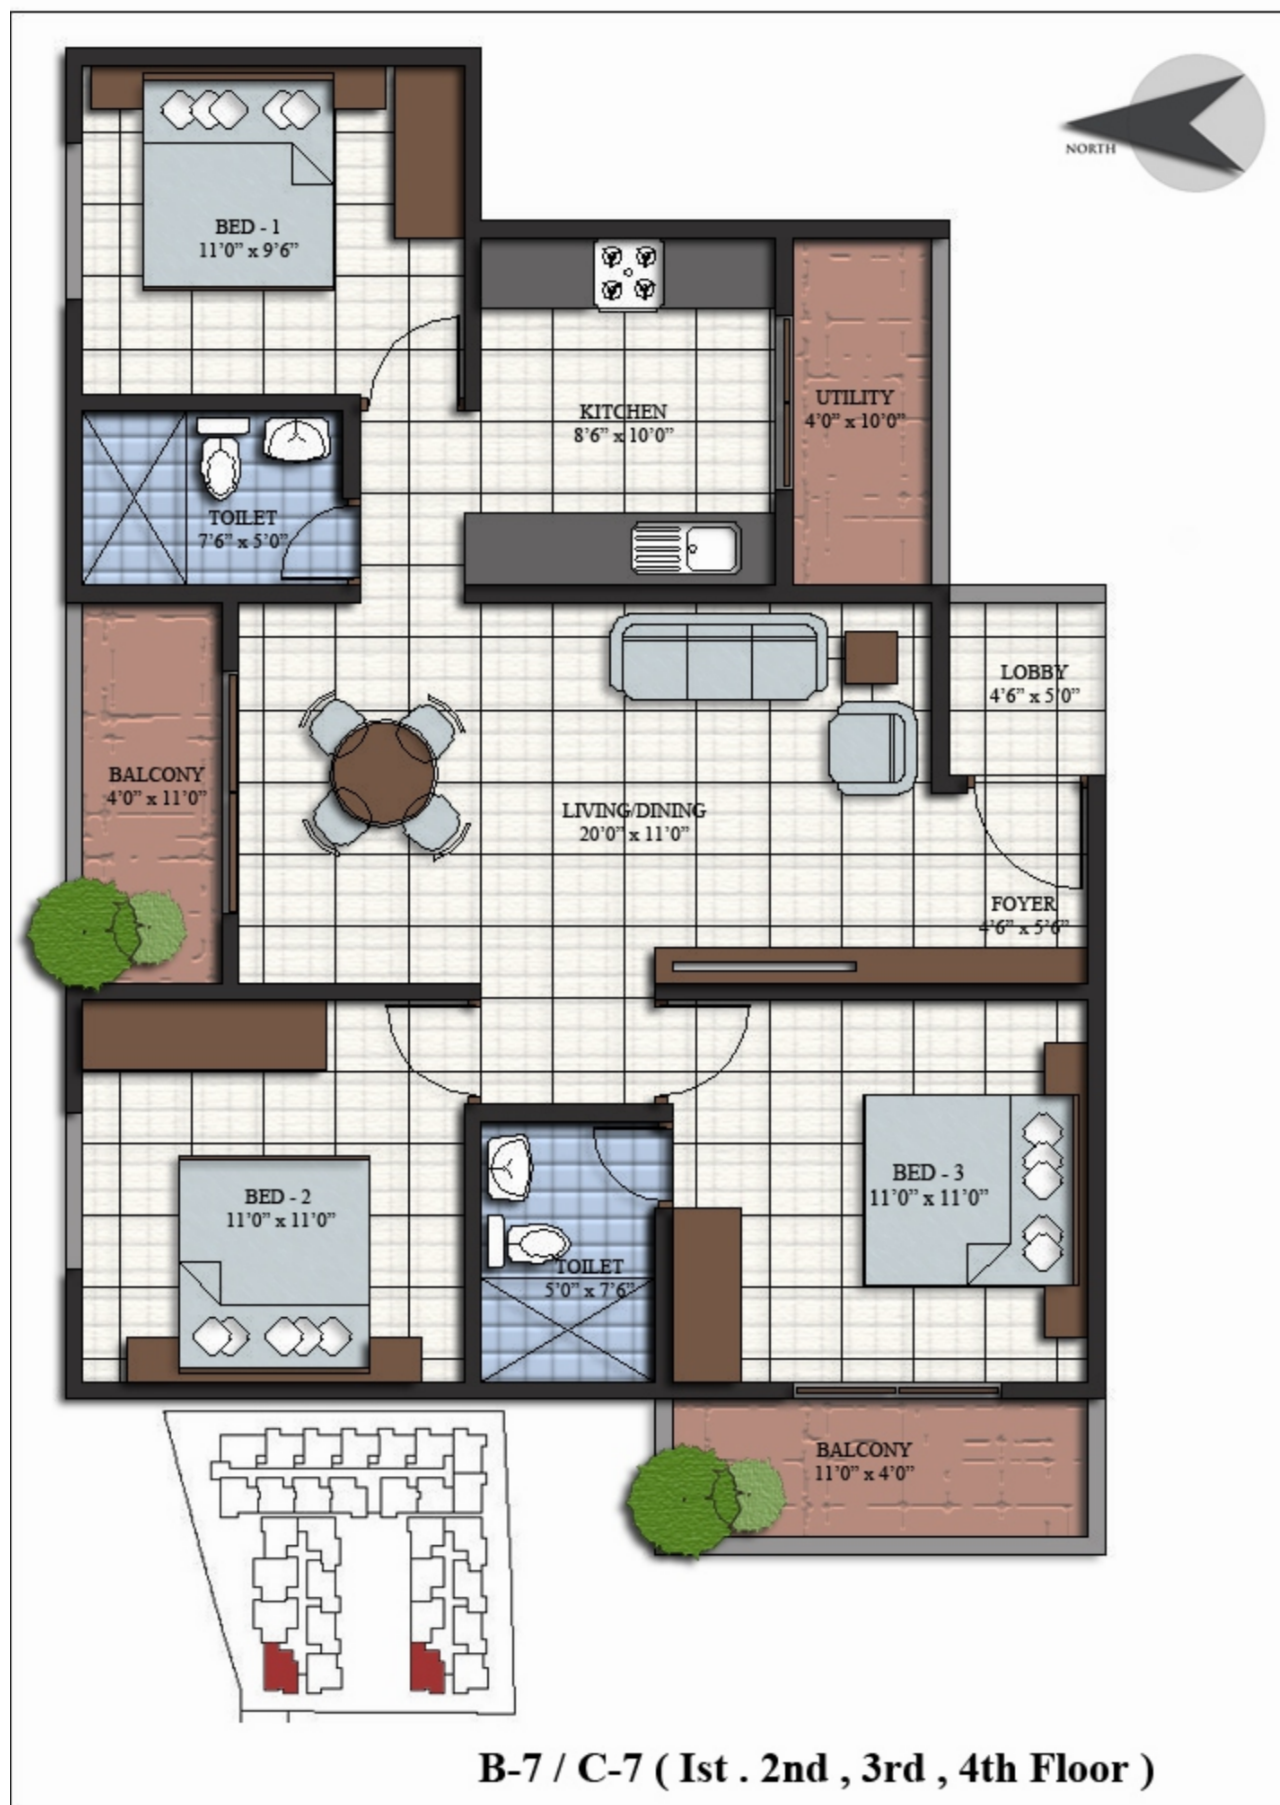 NORTH
BED - 1
11'0" x 9'6"
KITCHEN
8'6" x 10'0"
UTILITY
4'0" x 10'0"
TOILET
7'6" x 5'0"
LOBBY
4'6" x 5'0"
BALCONY
4'0" x 11'0"
LIVING/DINING
20'0" x 11'0"
FOYER
4'6" x 5'6"
BED - 2
11'0" x 11'0"
BED - 3
11'0" x 11'0"
TOILET
5'0" x 7'6"
BALCONY
11'0" x 4'0"
B-7 / C-7 ( Ist . 2nd , 3rd , 4th Floor )